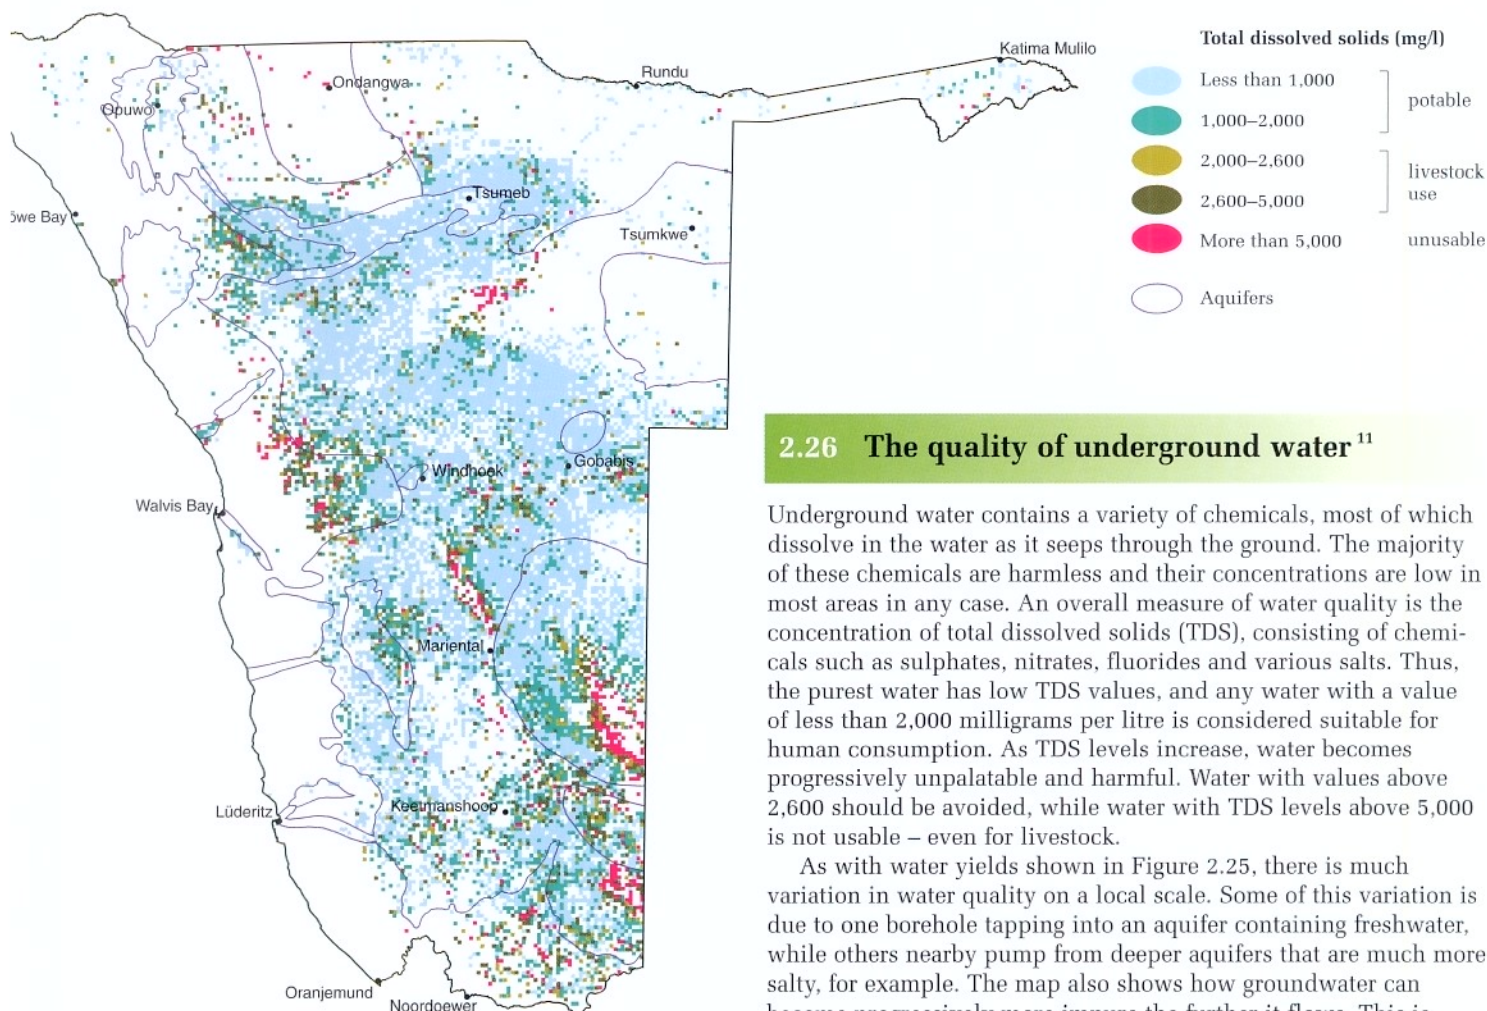 Katima Mulilo
Rundu
Ondangwa
Opuwo
Tsumeb
öwe Bay
Tsumkwe
Windhoek
Gobabis
Walvis Bay
Mariental
Keetmanshoop
Lüderitz
Oranjemund
Noordoewer
Total dissolved solids (mg/l)
Less than 1,000
1,000–2,000
potable
2,000–2,600
2,600–5,000
livestock
use
More than 5,000
unusable
Aquifers
2.26 The quality of underground water 11
Underground water contains a variety of chemicals, most of which
dissolve in the water as it seeps through the ground. The majority
of these chemicals are harmless and their concentrations are low in
most areas in any case. An overall measure of water quality is the
concentration of total dissolved solids (TDS), consisting of chemi-
cals such as sulphates, nitrates, fluorides and various salts. Thus,
the purest water has low TDS values, and any water with a value
of less than 2,000 milligrams per litre is considered suitable for
human consumption. As TDS levels increase, water becomes
progressively unpalatable and harmful. Water with values above
2,600 should be avoided, while water with TDS levels above 5,000
is not usable – even for livestock.
As with water yields shown in Figure 2.25, there is much
variation in water quality on a local scale. Some of this variation is
due to one borehole tapping into an aquifer containing freshwater,
while others nearby pump from deeper aquifers that are much more
salty, for example. The map also shows how groundwater can
become progressively more impure the further it flows. This is